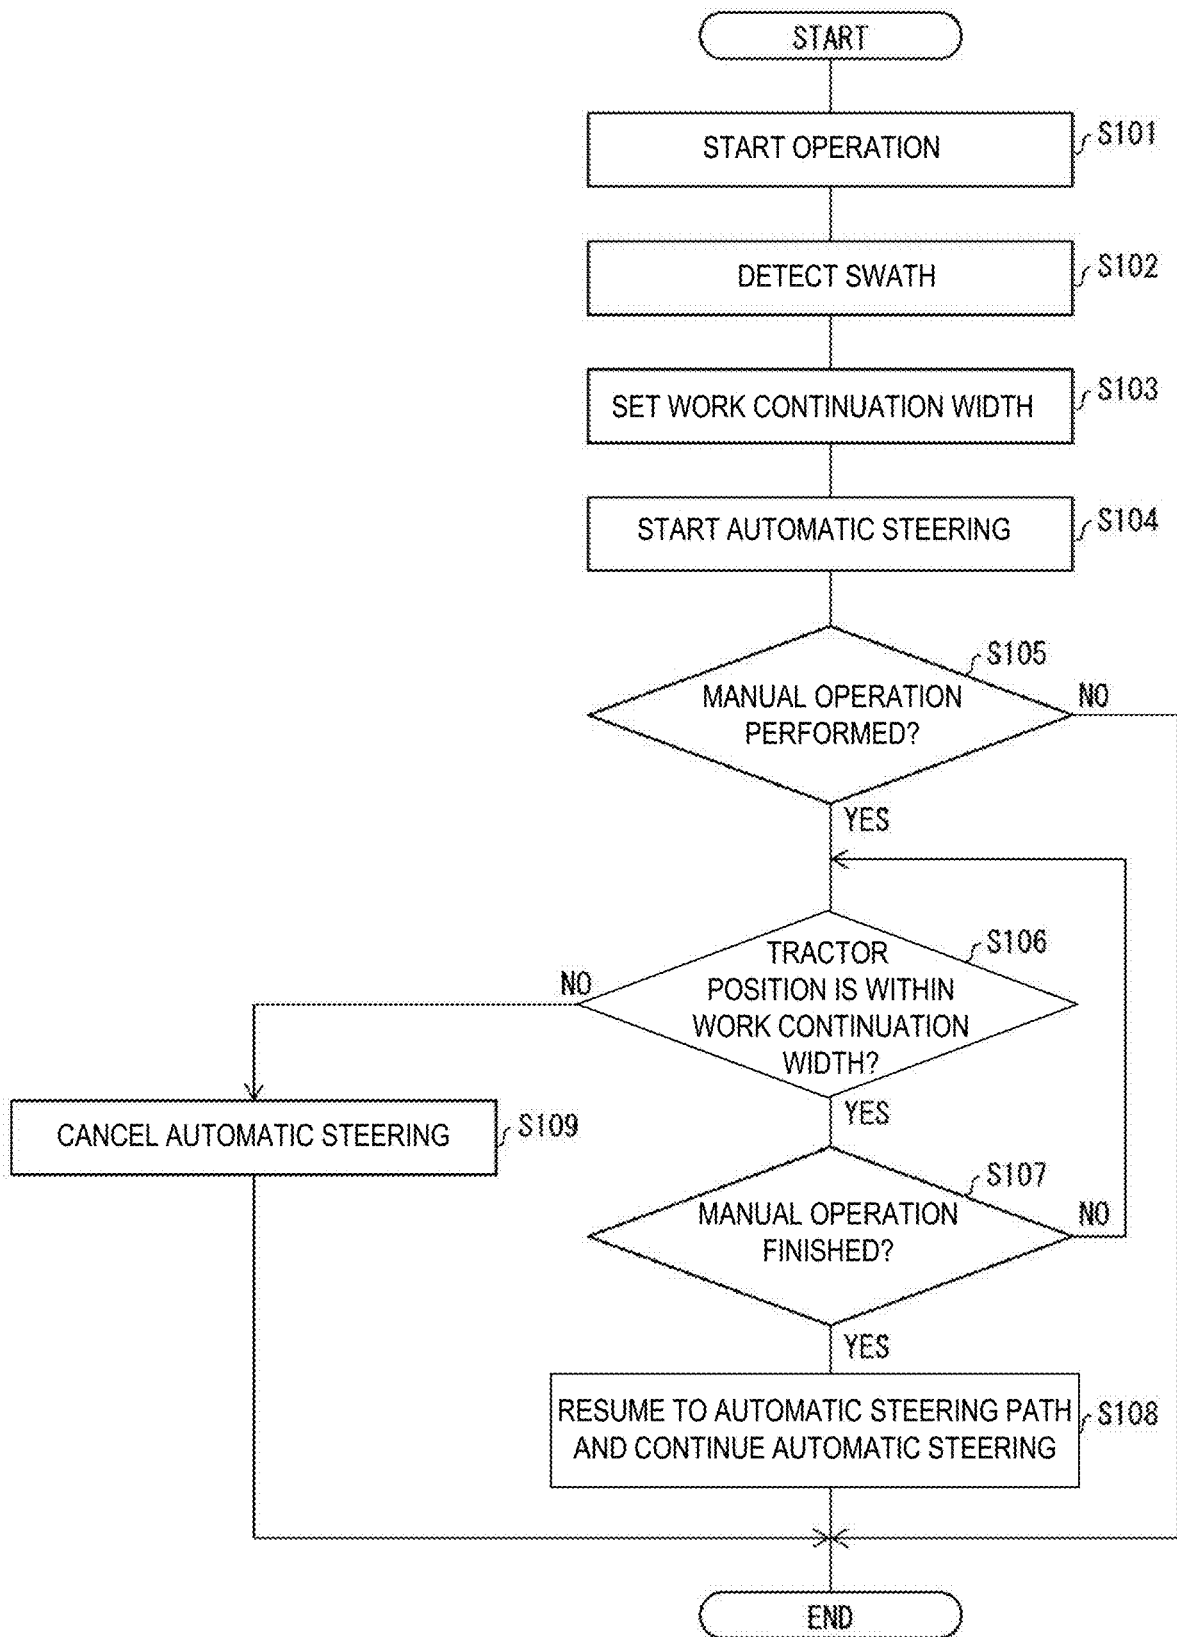 START
START OPERATION
S101
DETECT SWATH
S102
SET WORK CONTINUATION WIDTH
S103
START AUTOMATIC STEERING
S104
S105
MANUAL OPERATION
PERFORMED?
NO
YES
S106
TRACTOR
POSITION IS WITHIN
WORK CONTINUATION
WIDTH?
NO
YES
CANCEL AUTOMATIC STEERING
S109
S107
MANUAL OPERATION
FINISHED?
NO
YES
RESUME TO AUTOMATIC STEERING PATH
AND CONTINUE AUTOMATIC STEERING
S108
END